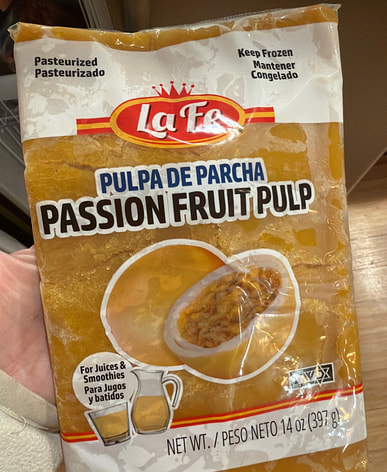 Pasteurized
Pasteurizado
Keep Frozen
Mantener
Congelado
La Fe
PULPA DE PARCHA
PASSION FRUIT PULP
For Juices &
Smoothies
Para Jugos
y batidos
NET WT. / PESO NETO 14 oz (397 g)